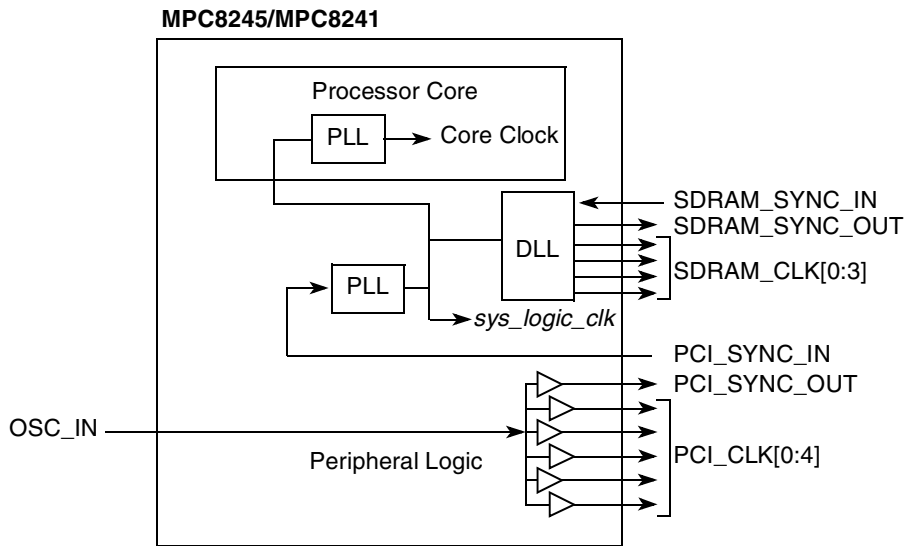 MPC8245/MPC8241
Processor Core
PLL
Core Clock
SDRAM_SYNC_IN
SDRAM_SYNC_OUT
DLL
SDRAM_CLK[0:3]
PLL
sys_logic_clk
PCI_SYNC_IN
PCI_SYNC_OUT
OSC_IN
PCI_CLK[0:4]
Peripheral Logic